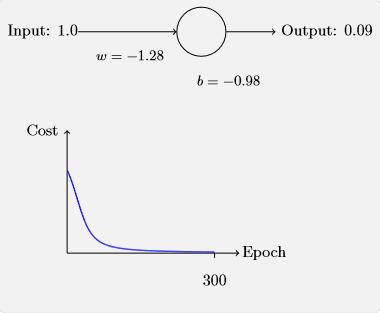 Input: 1.0
Output: 0.09
w = −1.28
b = −0.98
Cost
Epoch
300